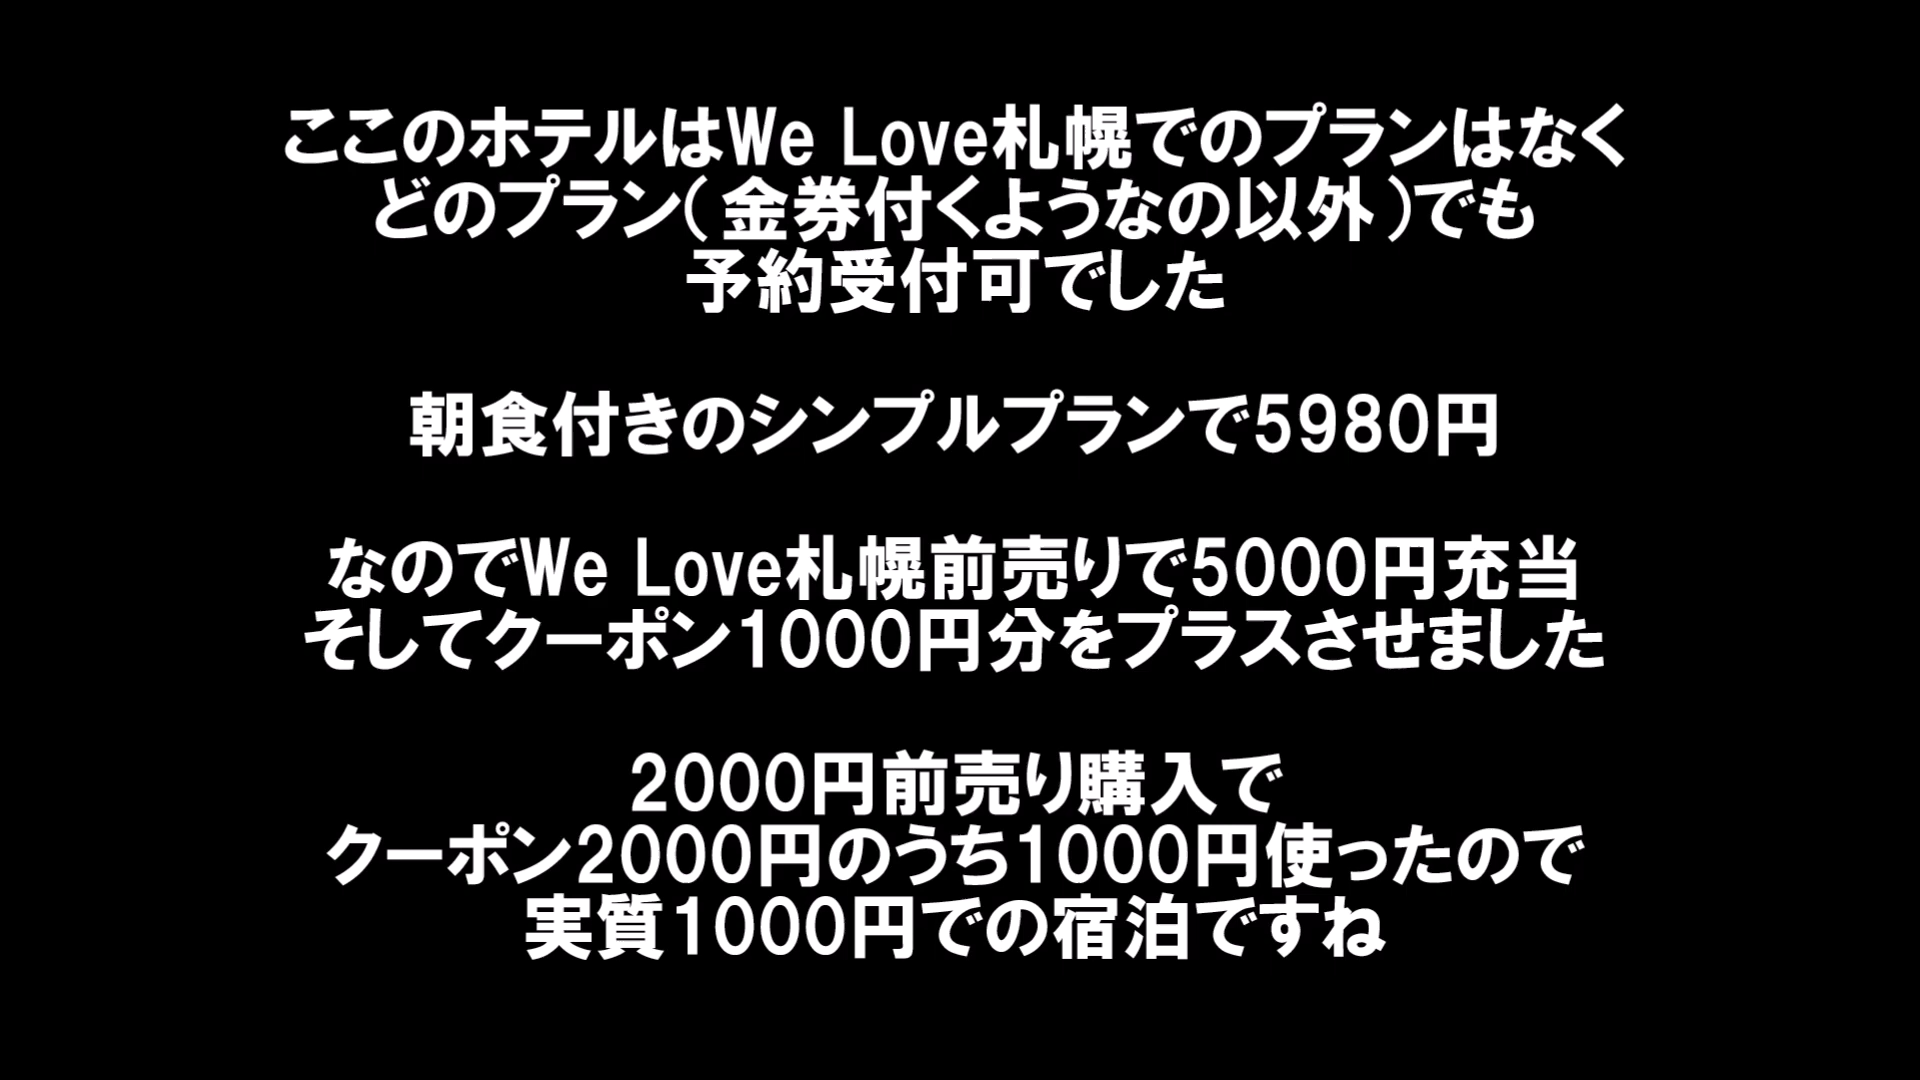 ここのホテルはWe Love札幌でのプランはなく
どのプラン(金券付くようなの以外)でも
予約受付可でした
朝食付きのシンプルプランで5980円
なのでWe Love札幌前売りで5000円充当
そしてクーポン1000円分をプラスさせました
2000円前売り購入で
クーポン2000円のうち1000円使ったので
実質1000円での宿泊ですね